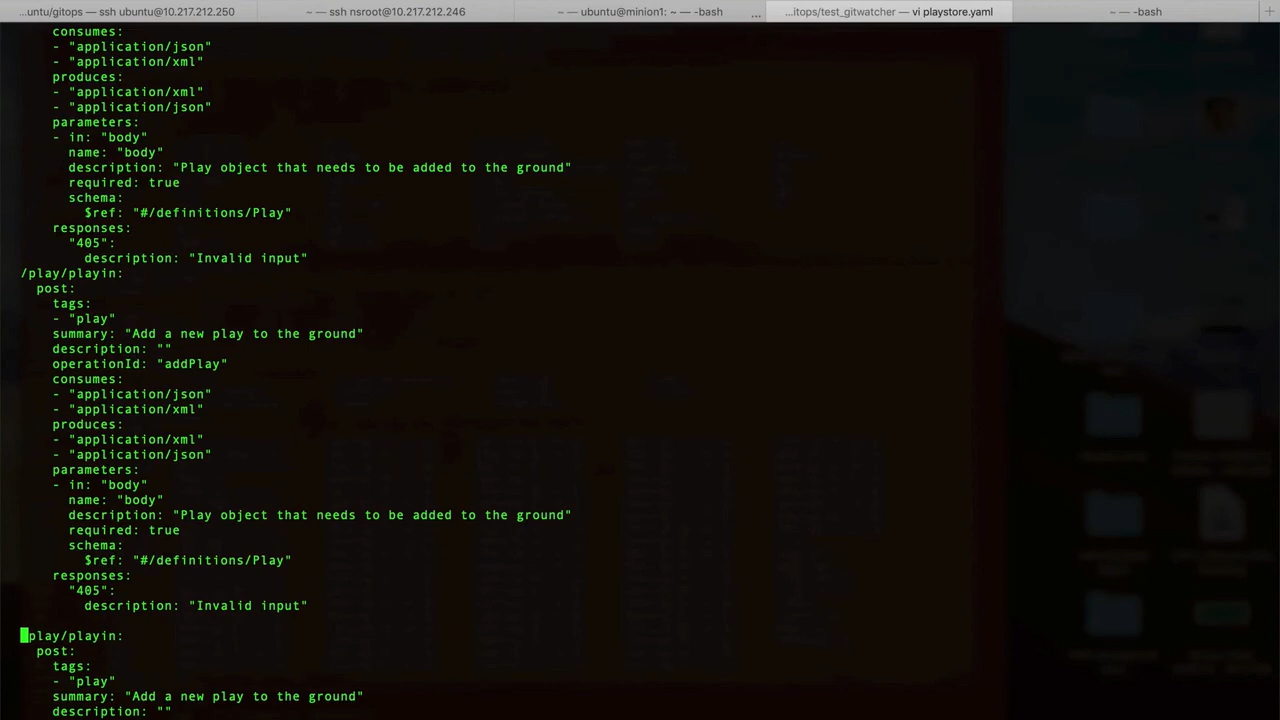 ...untu/gitops — ssh ubuntu@10.217.212.250
~ — ssh nsroot@10.217.212.246
~ — ubuntu@minion1: ~ — -bash
...
...itops/test_gitwatcher — vi playstore.yaml
~ — -bash
+
consumes:
- "application/json"
- "application/xml"
produces:
- "application/xml"
- "application/json"
parameters:
- in: "body"
name: "body"
description: "Play object that needs to be added to the ground"
required: true
schema:
$ref: "#/definitions/Play"
responses:
"405":
description: "Invalid input"
/play/playin:
post:
tags:
- "play"
summary: "Add a new play to the ground"
description: ""
operationId: "addPlay"
consumes:
- "application/json"
- "application/xml"
produces:
- "application/xml"
- "application/json"
parameters:
- in: "body"
name: "body"
description: "Play object that needs to be added to the ground"
required: true
schema:
$ref: "#/definitions/Play"
responses:
"405":
description: "Invalid input"
play/playin:
post:
tags:
- "play"
summary: "Add a new play to the ground"
description: ""